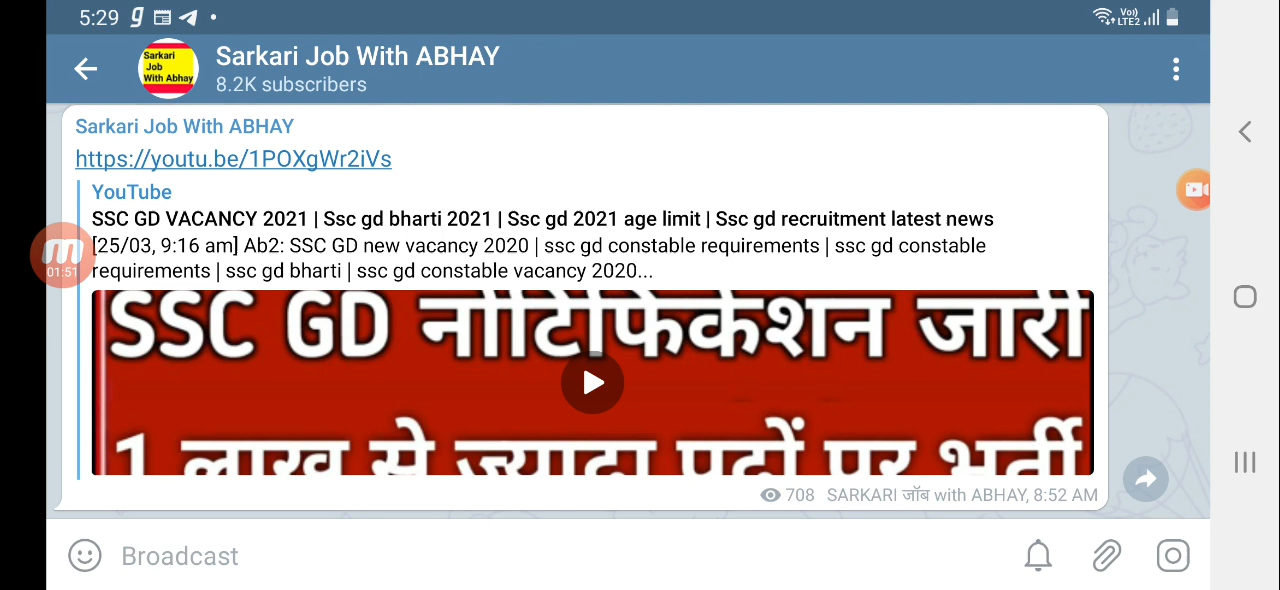 5:29
Vo)) LTE2
Sarkari Job With Abhay
Sarkari Job With ABHAY
8.2K subscribers
Sarkari Job With ABHAY
https://youtu.be/1POXgWr2iVs
YouTube
SSC GD VACANCY 2021 | Ssc gd bharti 2021 | Ssc gd 2021 age limit | Ssc gd recruitment latest news
[25/03, 9:16 am] Ab2: SSC GD new vacancy 2020 | ssc gd constable requirements | ssc gd constable
requirements | ssc gd bharti | ssc gd constable vacancy 2020...
01:51
SSC GD नोटिफिकेशन जारी
1 लाख से ज्यादा पदों पर भर्ती
708 SARKARI जॉब with ABHAY, 8:52 AM
Broadcast